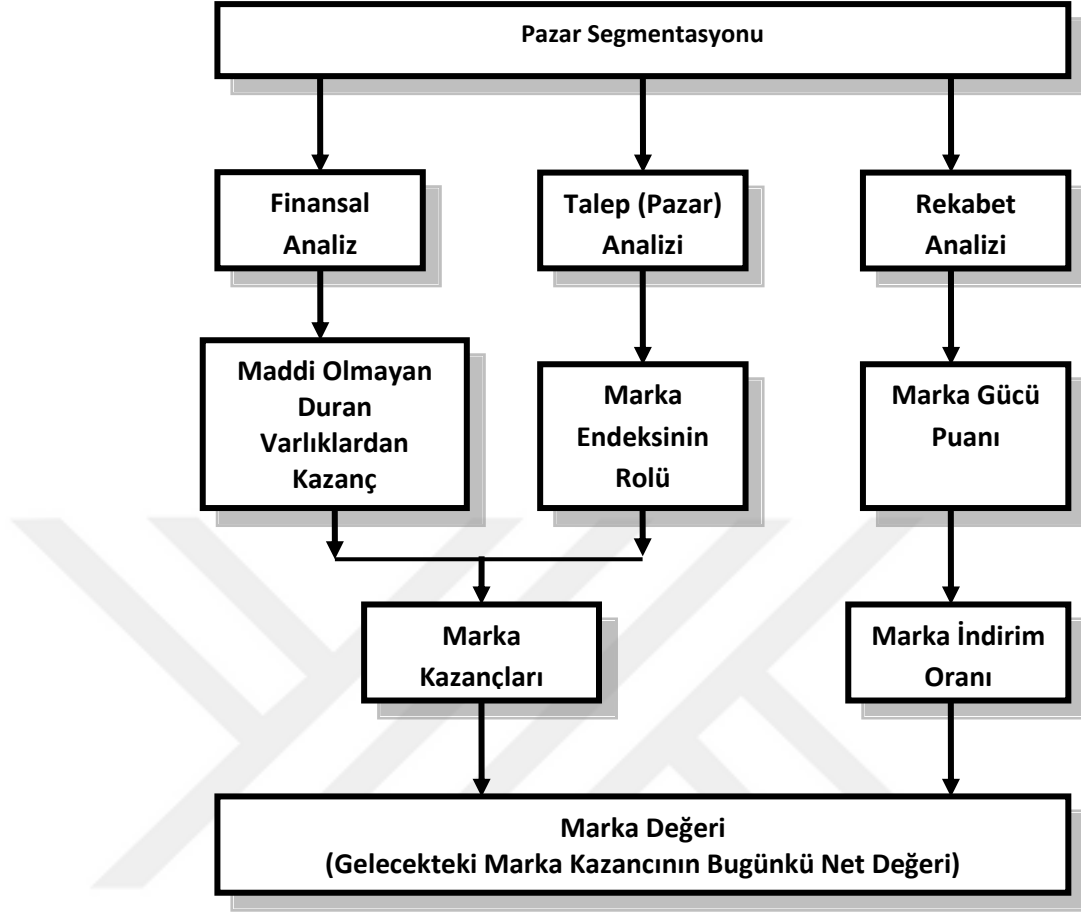 Pazar Segmentasyonu
Finansal
Analiz
Talep (Pazar)
Analizi
Rekabet
Analizi
Maddi Olmayan
Duran
Varlıklardan
Kazanç
Marka
Endeksinin
Rolü
Marka Gücü
Puanı
Marka
Kazançları
Marka İndirim
Oranı
Marka Değeri
(Gelecekteki Marka Kazancının Bugünkü Net Değeri)